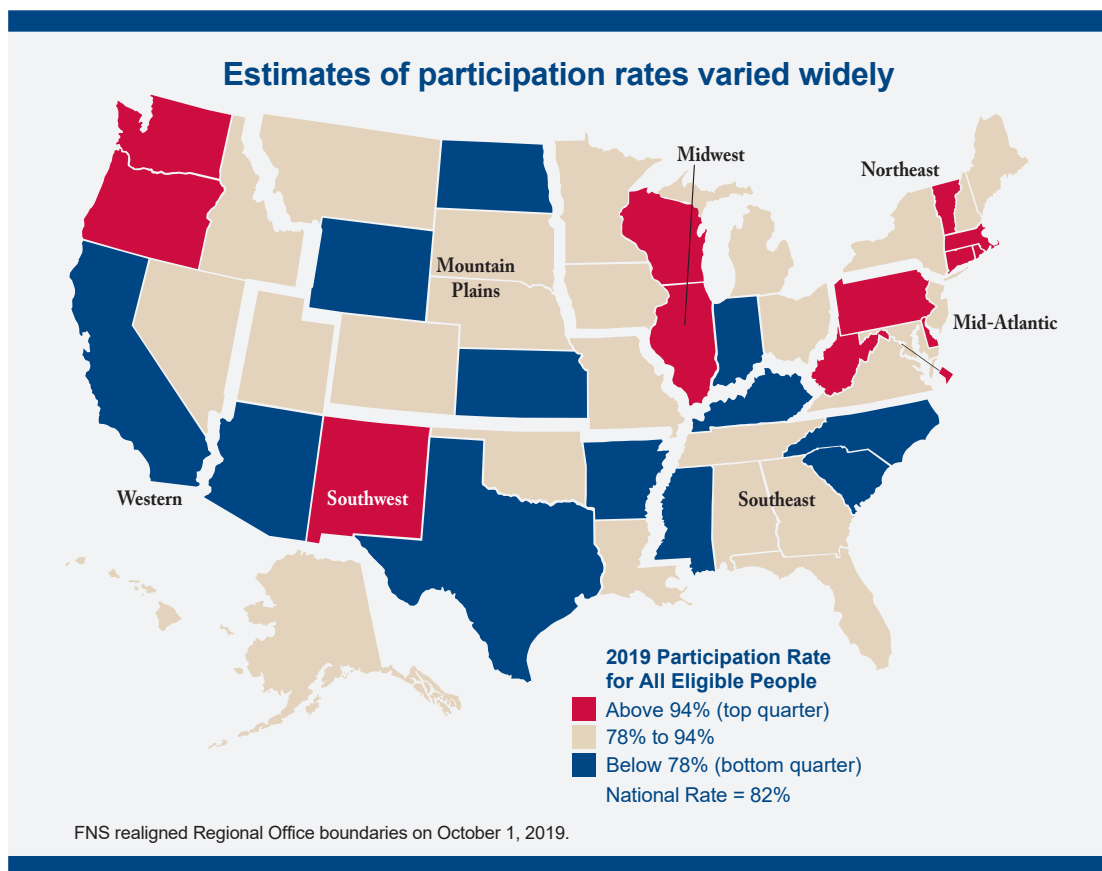 Estimates of participation rates varied widely
Midwest
Northeast
Mountain
Plains
Mid-Atlantic
Western
Southwest
Southeast
2019 Participation Rate
for All Eligible People
Above 94% (top quarter)
78% to 94%
Below 78% (bottom quarter)
National Rate = 82%
FNS realigned Regional Office boundaries on October 1, 2019.